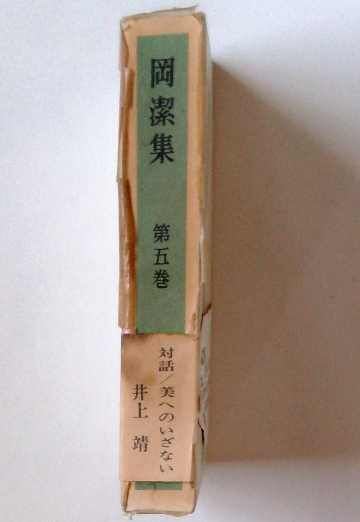 岡潔集
第五巻
対話/美へのいざない
井上靖